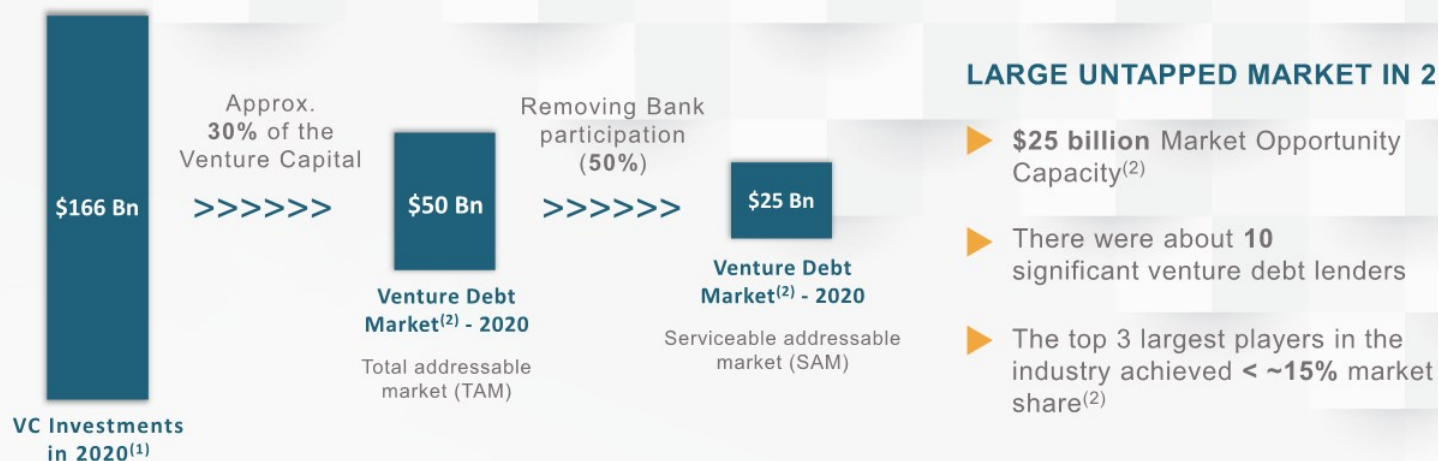 $166 Bn
VC Investments
in 2020(1)
Approx.
30% of the
Venture Capital
>>>>>>
$50 Bn
Venture Debt
Market(2) - 2020
Total addressable
market (TAM)
Removing Bank
participation
(50%)
>>>>>>
$25 Bn
Venture Debt
Market(2) - 2020
Serviceable addressable
market (SAM)
LARGE UNTAPPED MARKET IN 2
$25 billion Market Opportunity
Capacity(2)
There were about 10
significant venture debt lenders
The top 3 largest players in the
industry achieved < ~15% market
share(2)